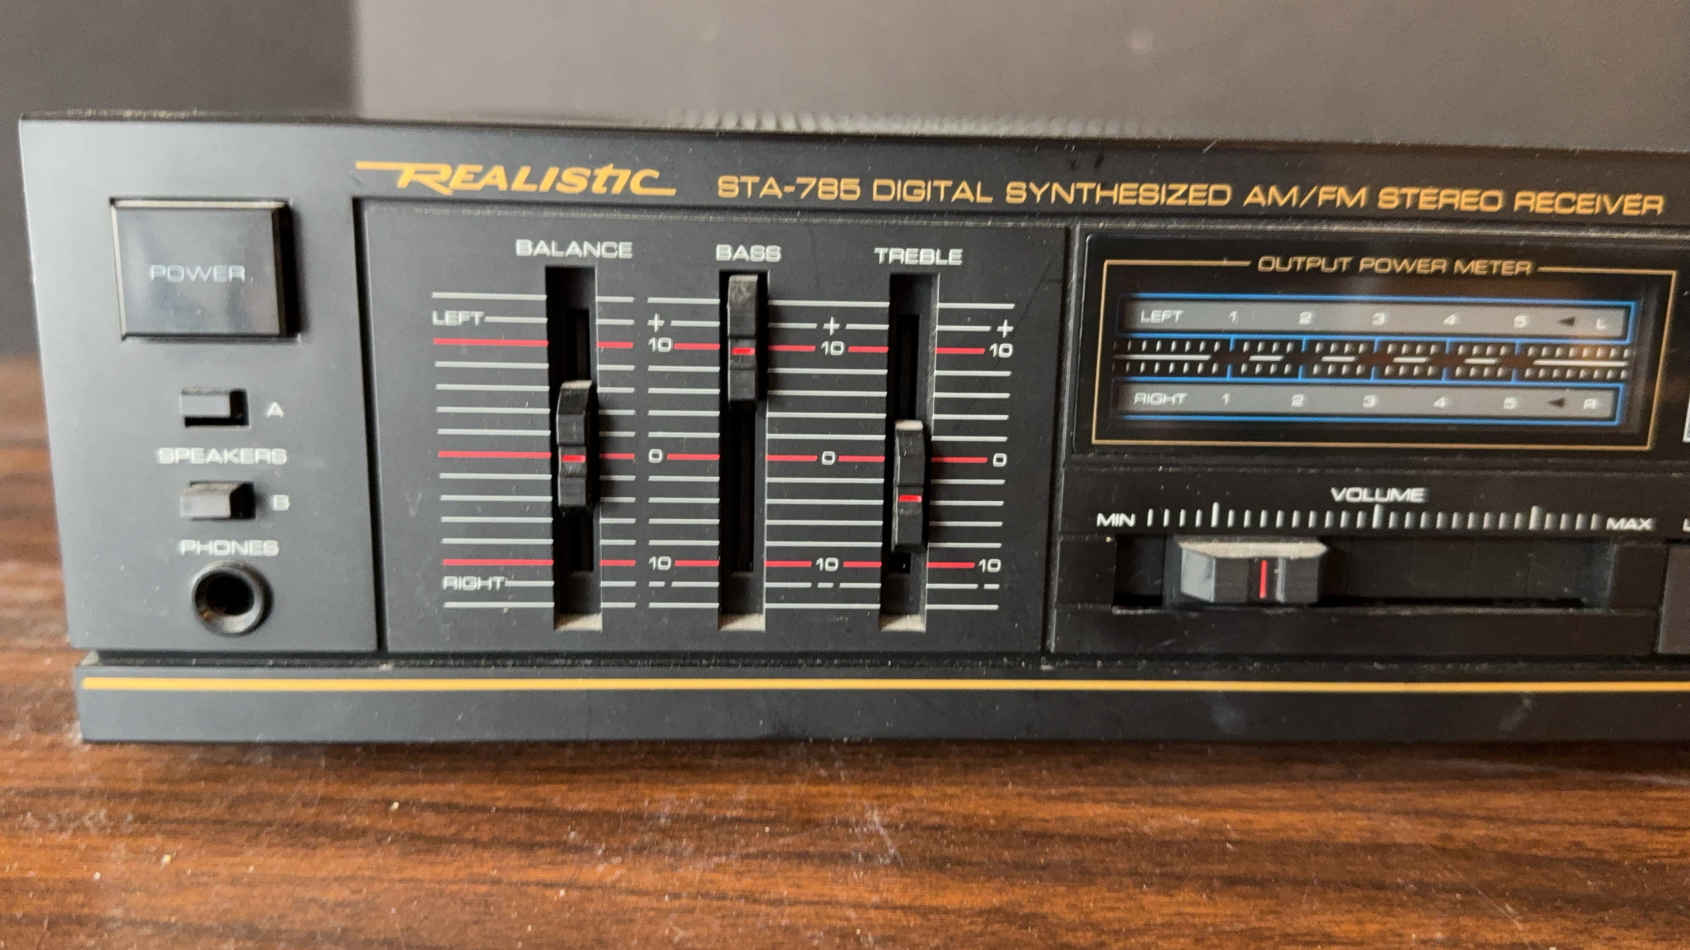 REALISTIC STA-785 DIGITAL SYNTHESIZED AM/FM STEREO RECEIVER
POWER
A
SPEAKERS
B
PHONES
BALANCE BASS TREBLE
LEFT + + +
10 10 10
0 0 0
10 10 10
RIGHT - - -
OUTPUT POWER METER
LEFT 1 2 3 4 5 ◄ L
RIGHT 1 2 3 4 5 ◄ R
VOLUME
MIN MAX